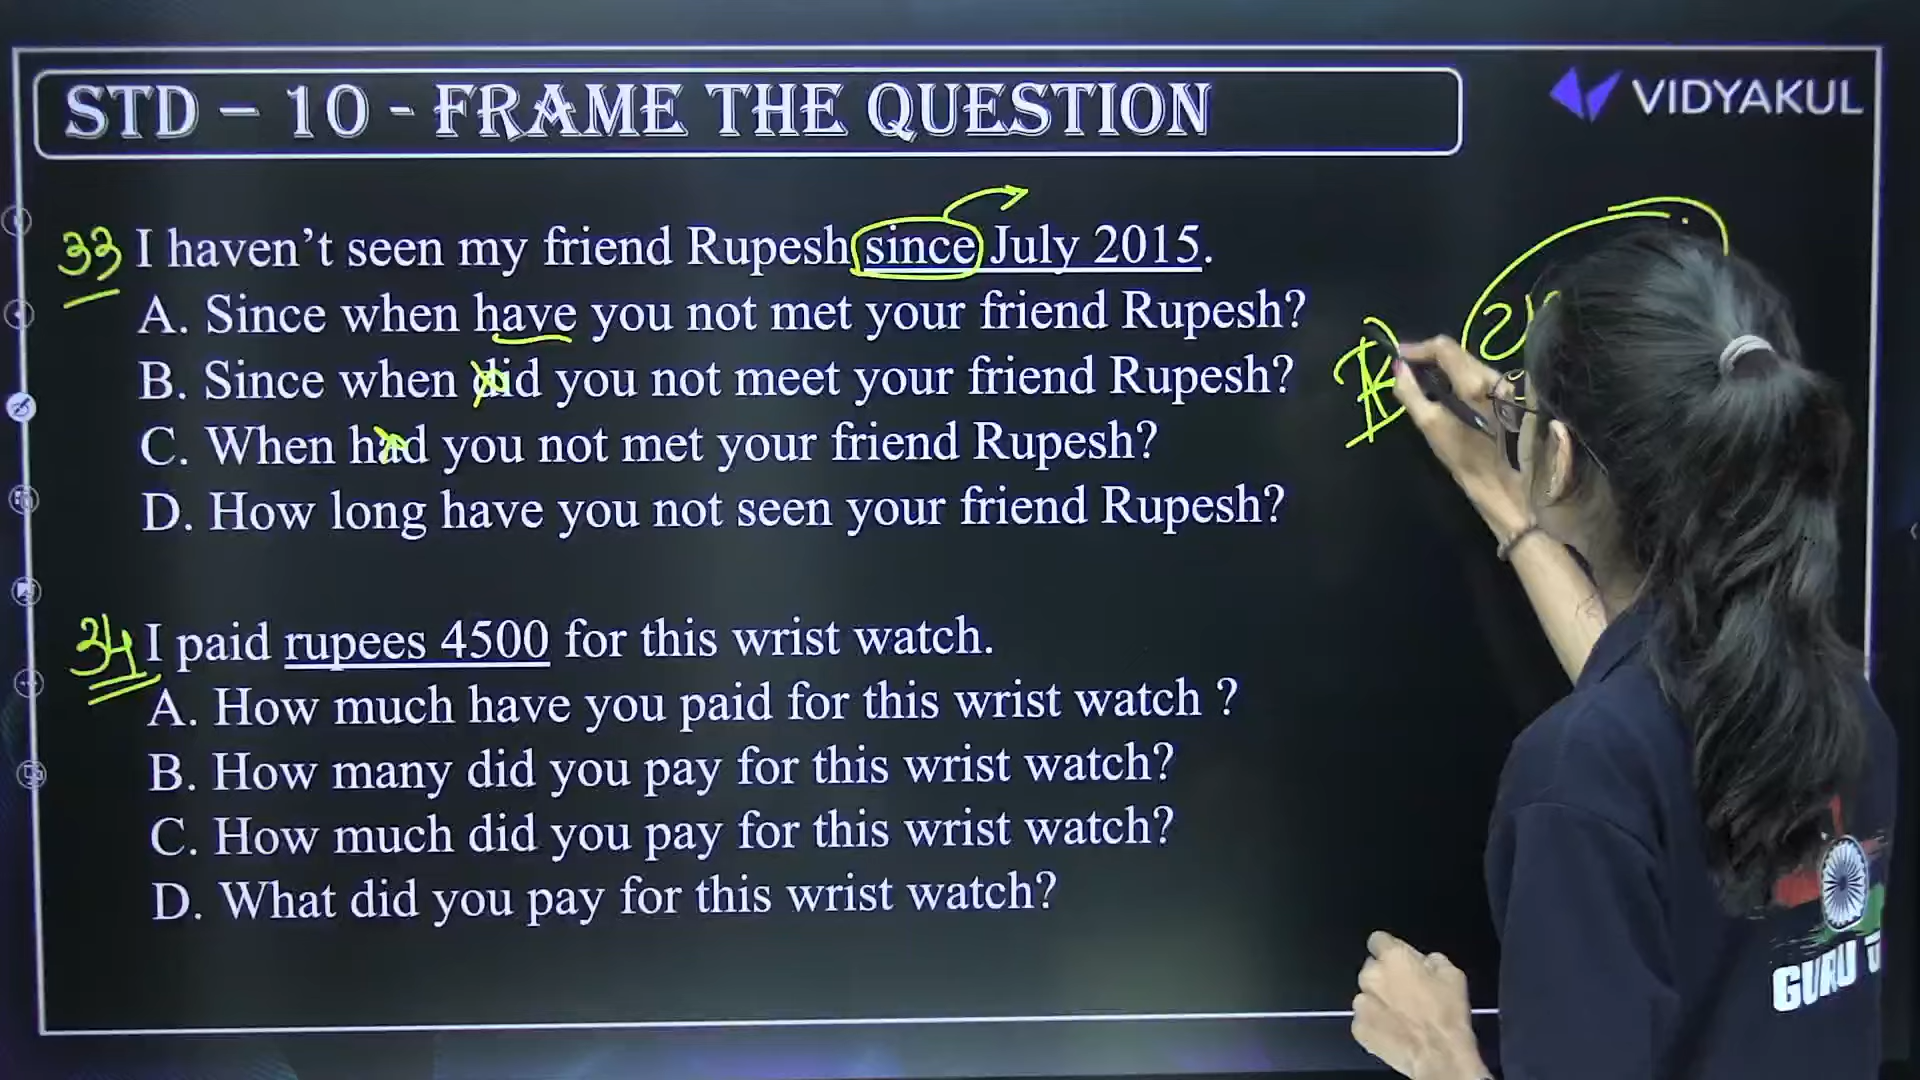 STD – 10 - FRAME THE QUESTION
VIDYAKUL
33 I haven’t seen my friend Rupesh since July 2015.
A. Since when have you not met your friend Rupesh?
B. Since when did you not meet your friend Rupesh?
C. When had you not met your friend Rupesh?
D. How long have you not seen your friend Rupesh?
34 I paid rupees 4500 for this wrist watch.
A. How much have you paid for this wrist watch ?
B. How many did you pay for this wrist watch?
C. How much did you pay for this wrist watch?
D. What did you pay for this wrist watch?
GURU